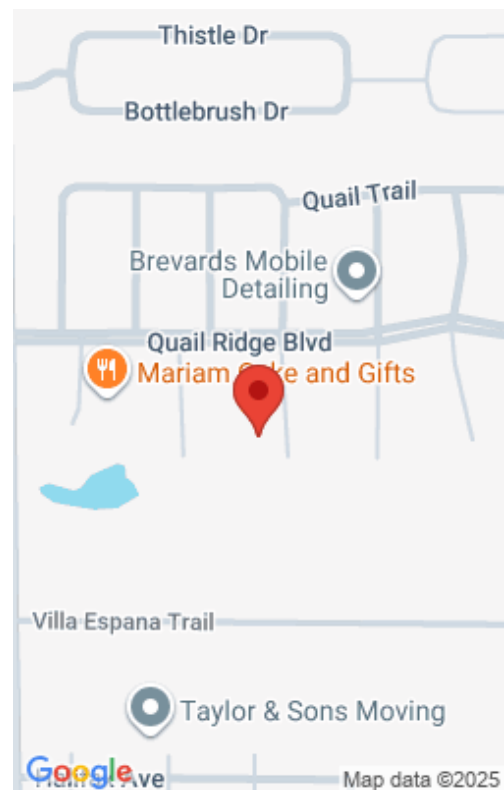 Thistle Dr
Bottlebrush Dr
Quail Trail
Brevards Mobile
Detailing
Quail Ridge Blvd
Mariam and Gifts
Villa Espana Trail
Taylor & Sons Moving
Google
Ave
Map data ©2025